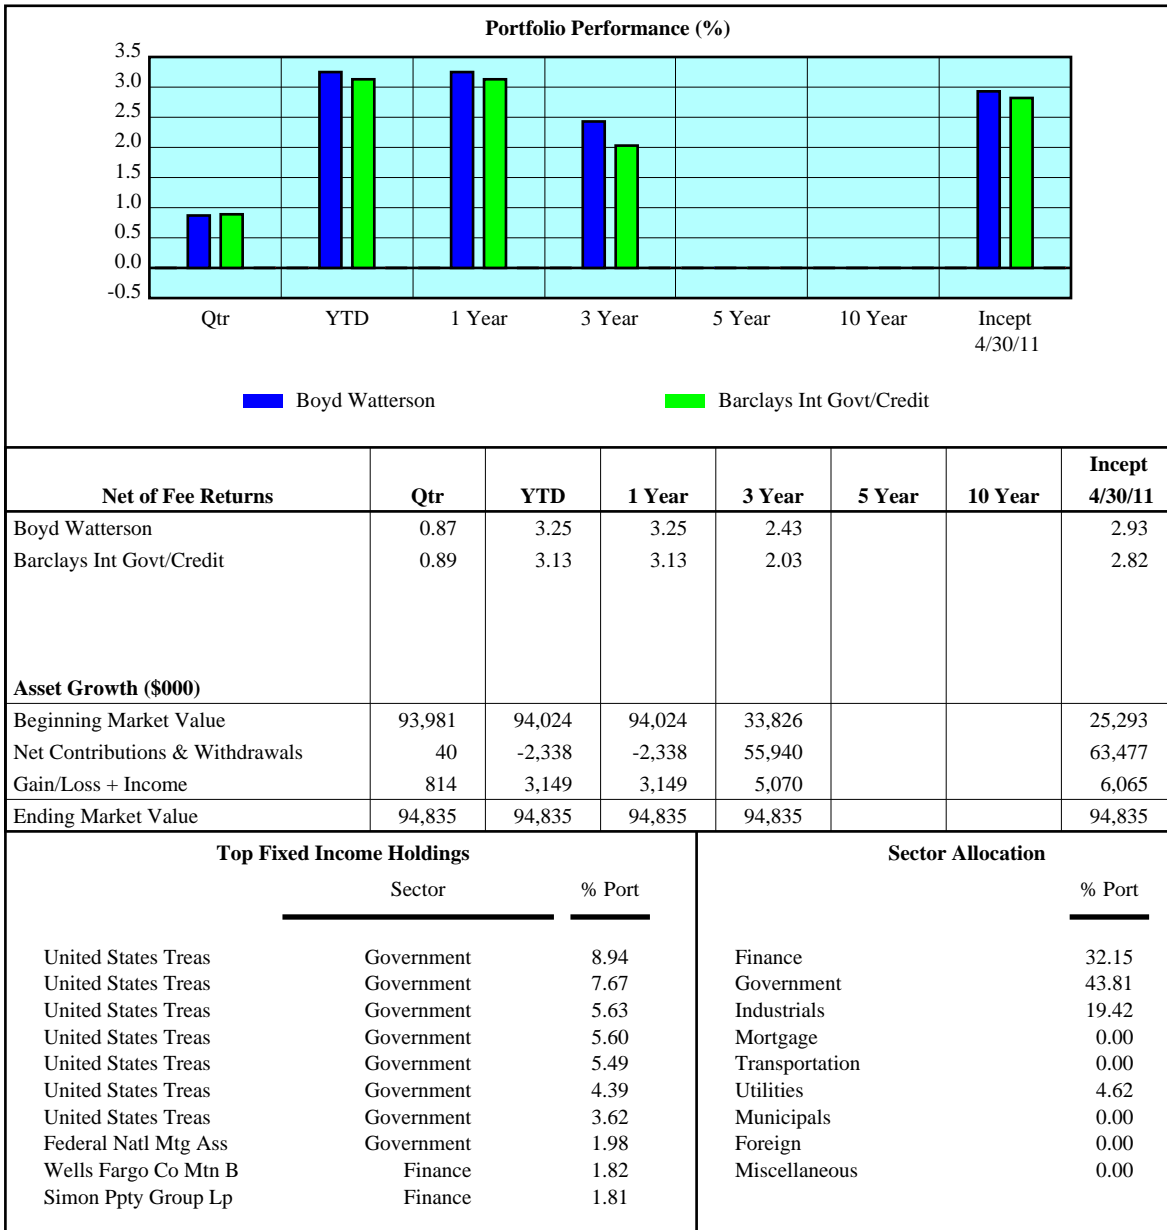 Portfolio Performance (%)
3.5
3.0
2.5
2.0
1.5
1.0
0.5
0.0
-0.5
Qtr YTD 1 Year 3 Year 5 Year 10 Year Incept
4/30/11
Boyd Watterson Barclays Int Govt/Credit
Incept
Net of Fee Returns Qtr YTD 1 Year 3 Year 5 Year 10 Year 4/30/11
Boyd Watterson 0.87 3.25 3.25 2.43 2.93
Barclays Int Govt/Credit 0.89 3.13 3.13 2.03 2.82
Asset Growth ($000)
Beginning Market Value 93,981 94,024 94,024 33,826 25,293
Net Contributions & Withdrawals 40 -2,338 -2,338 55,940 63,477
Gain/Loss + Income 814 3,149 3,149 5,070 6,065
Ending Market Value 94,835 94,835 94,835 94,835 94,835
Top Fixed Income Holdings
Sector % Port
United States Treas Government 8.94
United States Treas Government 7.67
United States Treas Government 5.63
United States Treas Government 5.60
United States Treas Government 5.49
United States Treas Government 4.39
United States Treas Government 3.62
Federal Natl Mtg Ass Government 1.98
Wells Fargo Co Mtn B Finance 1.82
Simon Ppty Group Lp Finance 1.81
Sector Allocation
% Port
Finance 32.15
Government 43.81
Industrials 19.42
Mortgage 0.00
Transportation 0.00
Utilities 4.62
Municipals 0.00
Foreign 0.00
Miscellaneous 0.00